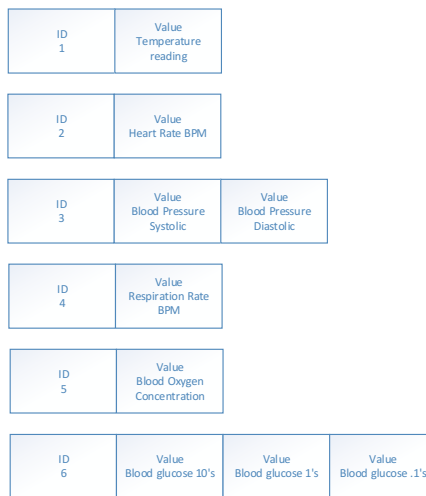 ID
1
Value
Temperature
reading
ID
2
Value
Heart Rate BPM
ID
3
Value
Blood Pressure
Systolic
Value
Blood Pressure
Diastolic
ID
4
Value
Respiration Rate
BPM
ID
5
Value
Blood Oxygen
Concentration
ID
6
Value
Blood glucose 10's
Value
Blood glucose 1's
Value
Blood glucose .1's